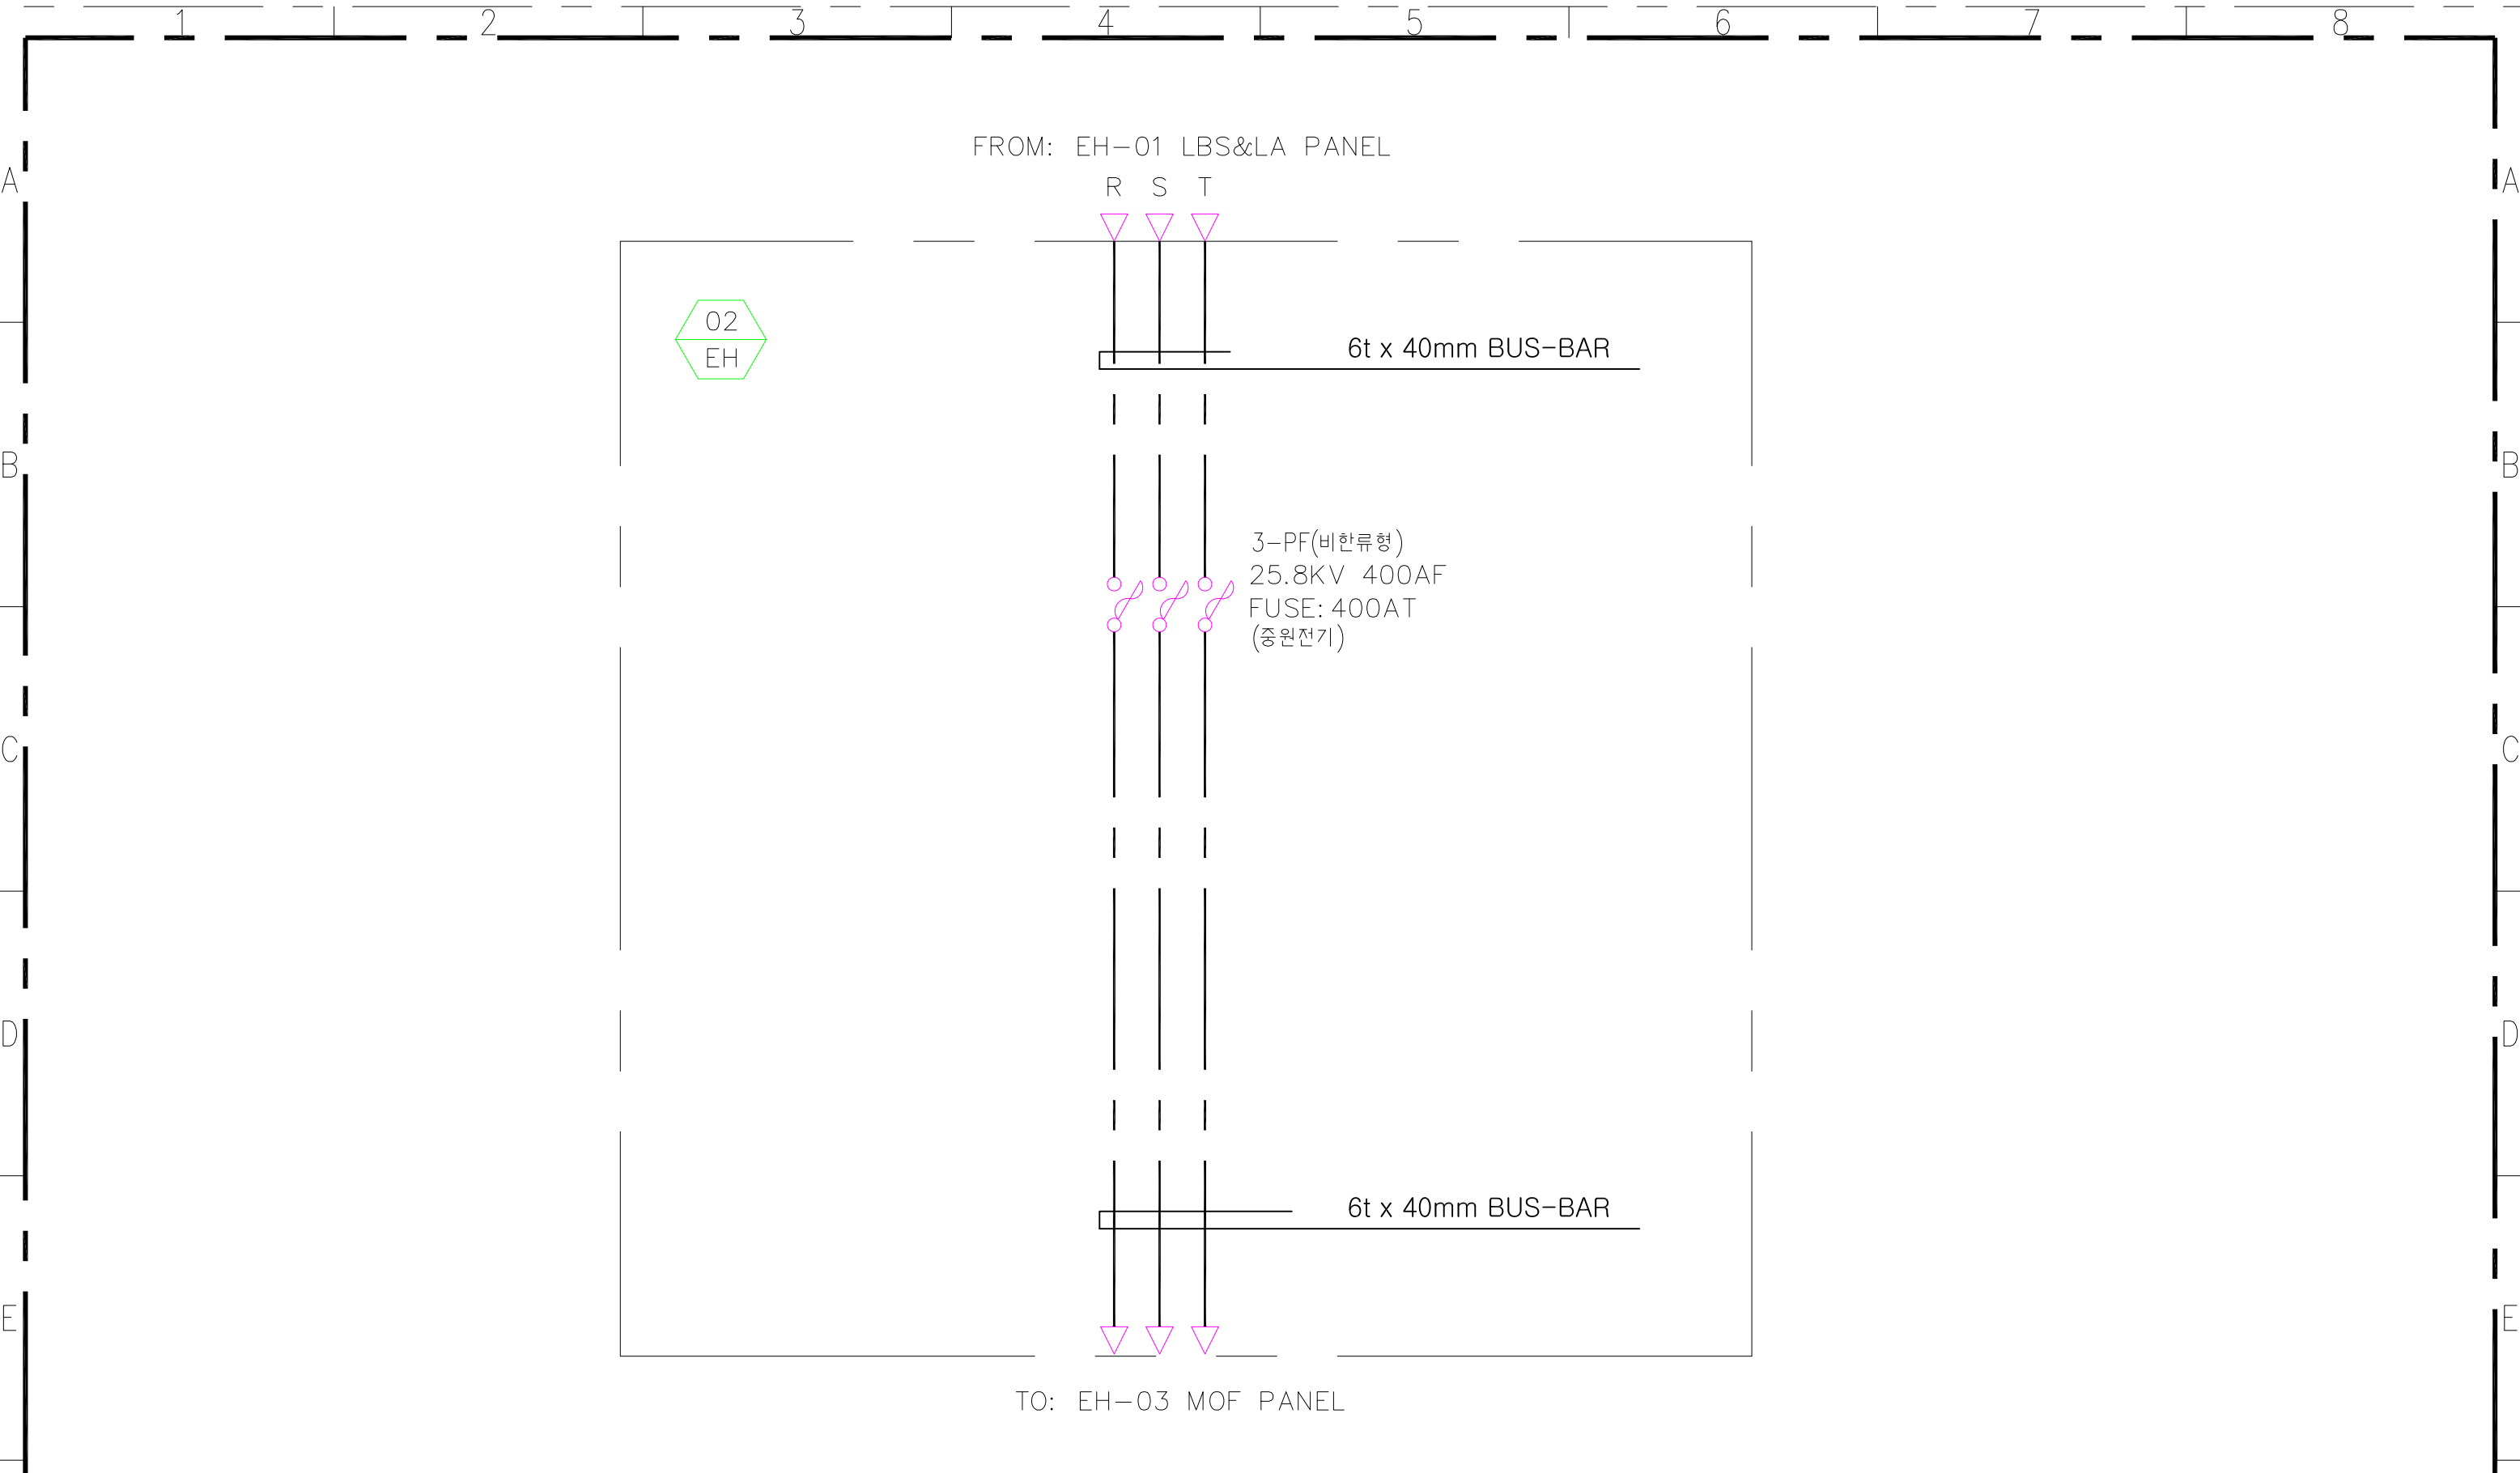 1 2 3 4 5 6 7 8
FROM: EH-01 LBS&LA PANEL
R S T
A A
02
EH
6t x 40mm BUS-BAR
B B
3-PF(비한류형)
25.8KV 400AF
FUSE:400AT
(중원전기)
C C
D D
6t x 40mm BUS-BAR
E E
TO: EH-03 MOF PANEL